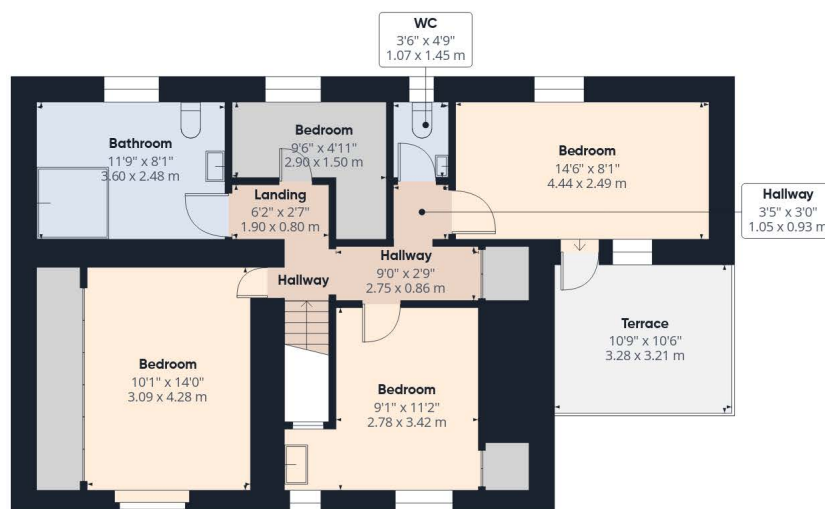 WC
3'6" x 4'9"
1.07 x 1.45 m
Bathroom
11'9" x 8'1"
3.60 x 2.48 m
Bedroom
9'6" x 4'11"
2.90 x 1.50 m
Bedroom
14'6" x 8'1"
4.44 x 2.49 m
Landing
6'2" x 2'7"
1.90 x 0.80 m
Hallway
3'5" x 3'0"
1.05 x 0.93 m
Hallway
9'0" x 2'9"
2.75 x 0.86 m
Hallway
Terrace
10'9" x 10'6"
3.28 x 3.21 m
Bedroom
10'1" x 14'0"
3.09 x 4.28 m
Bedroom
9'1" x 11'2"
2.78 x 3.42 m